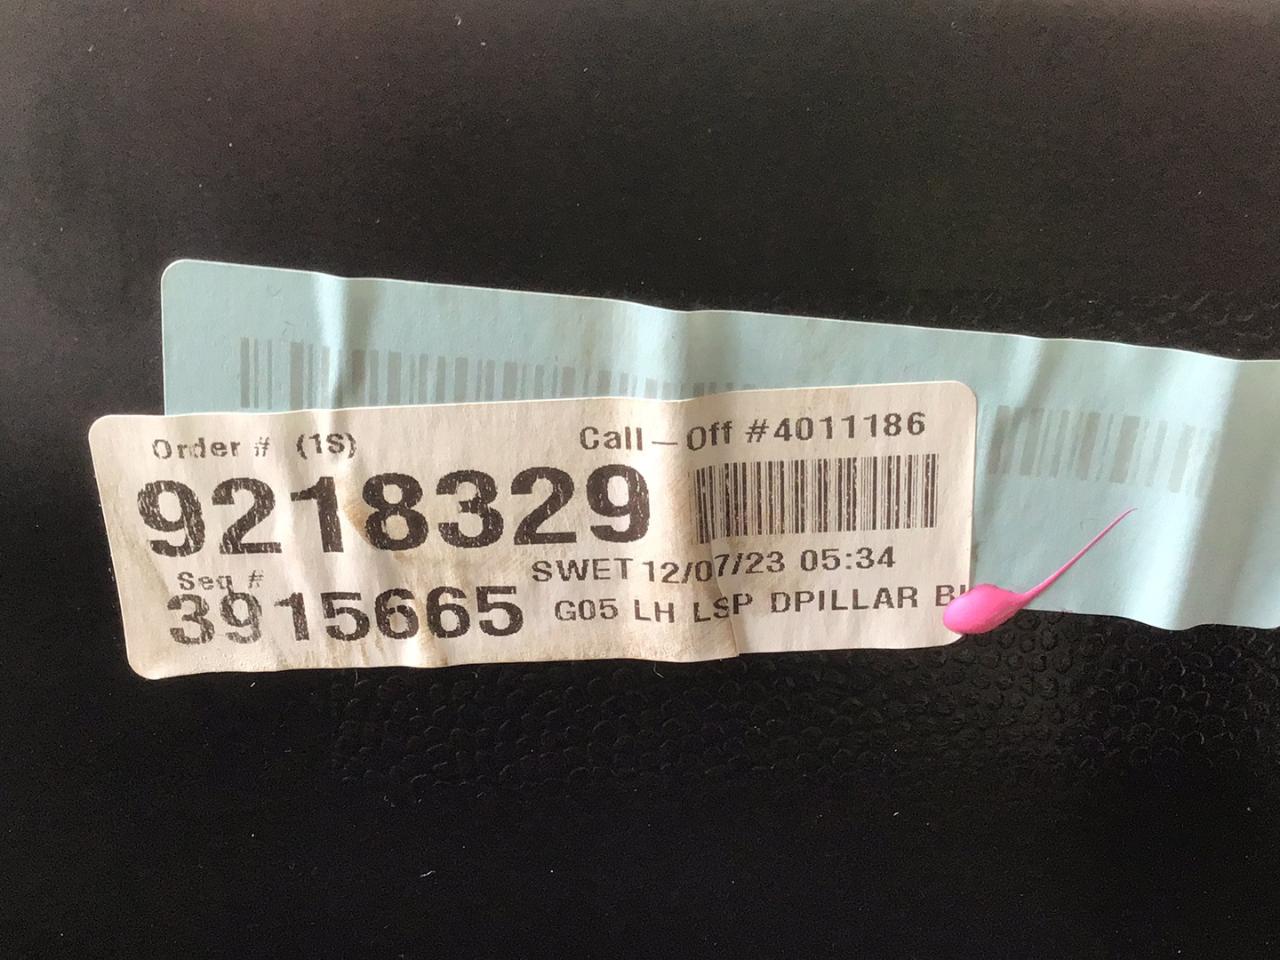 Order # (1S)
Call-Off #4011186
9218329
SWET 12/07/23 05:34
Seq #
3915665
G05 LH LSP DPILLAR